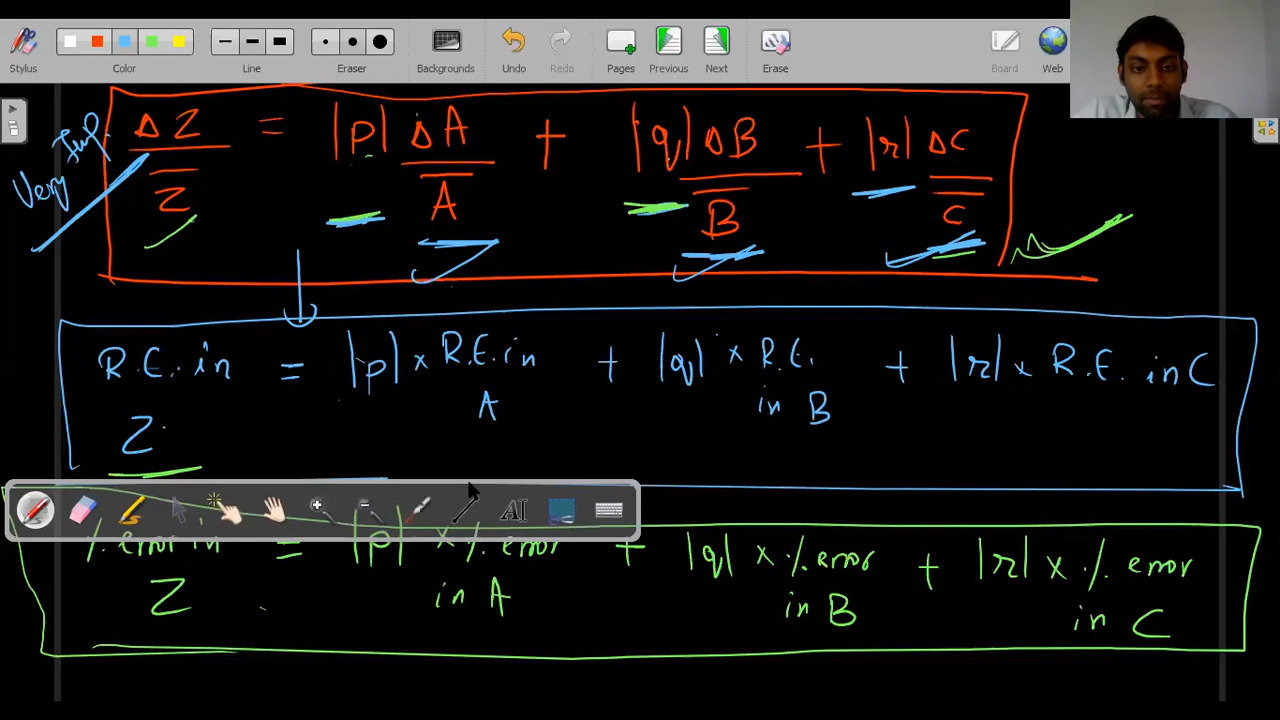 Stylus Color Line Eraser Backgrounds Undo Redo Pages Previous Next Erase Board Web
Very Imp.
ΔZ/Z = |p| ΔA/A + |q| ΔB/B + |r| ΔC/C
R.E. in Z = |p| × R.E. in A + |q| × R.E. in B + |r| × R.E. in C
% error in Z = |p| × % error in A + |q| × % error in B + |r| × % error in C